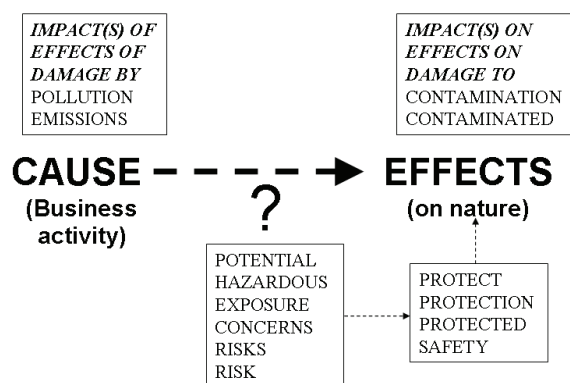 IMPACT(S) OF
EFFECTS OF
DAMAGE BY
POLLUTION
EMISSIONS
IMPACT(S) ON
EFFECTS ON
DAMAGE TO
CONTAMINATION
CONTAMINATED
CAUSE
(Business
activity)
EFFECTS
(on nature)
?
POTENTIAL
HAZARDOUS
EXPOSURE
CONCERNS
RISKS
RISK
PROTECT
PROTECTION
PROTECTED
SAFETY